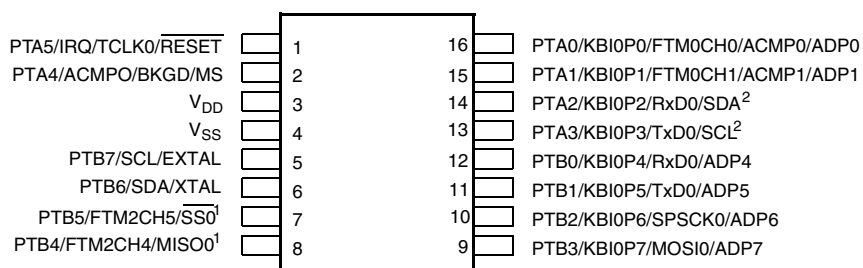 PTA5/IRQ/TCLK0/RESET 1 16 PTA0/KBI0P0/FTM0CH0/ACMP0/ADP0
PTA4/ACMPO/BKGD/MS 2 15 PTA1/KBI0P1/FTM0CH1/ACMP1/ADP1
VDD 3 14 PTA2/KBI0P2/RxD0/SDA2
VSS 4 13 PTA3/KBI0P3/TxD0/SCL2
PTB7/SCL/EXTAL 5 12 PTB0/KBI0P4/RxD0/ADP4
PTB6/SDA/XTAL 6 11 PTB1/KBI0P5/TxD0/ADP5
PTB5/FTM2CH5/SS01 7 10 PTB2/KBI0P6/SPSCK0/ADP6
PTB4/FTM2CH4/MISO01 8 9 PTB3/KBI0P7/MOSI0/ADP7